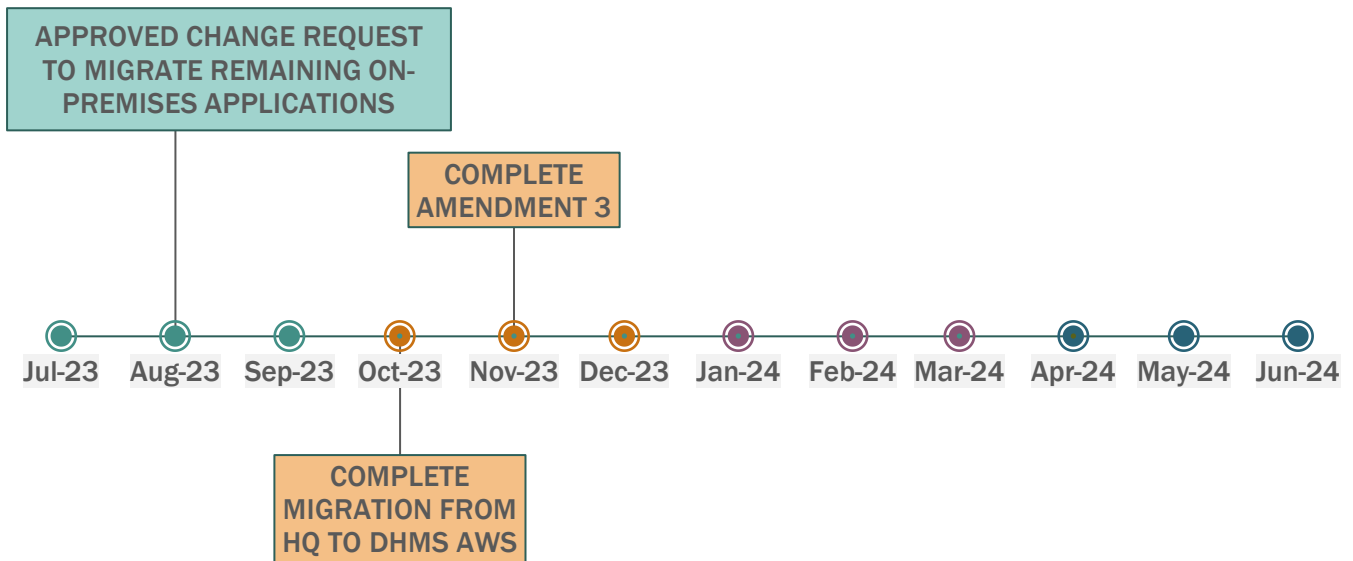 APPROVED CHANGE REQUEST
TO MIGRATE REMAINING ON-
PREMISES APPLICATIONS
COMPLETE
AMENDMENT 3
Jul-23 Aug-23 Sep-23 Oct-23 Nov-23 Dec-23 Jan-24 Feb-24 Mar-24 Apr-24 May-24 Jun-24
COMPLETE
MIGRATION FROM
HQ TO DHMS AWS